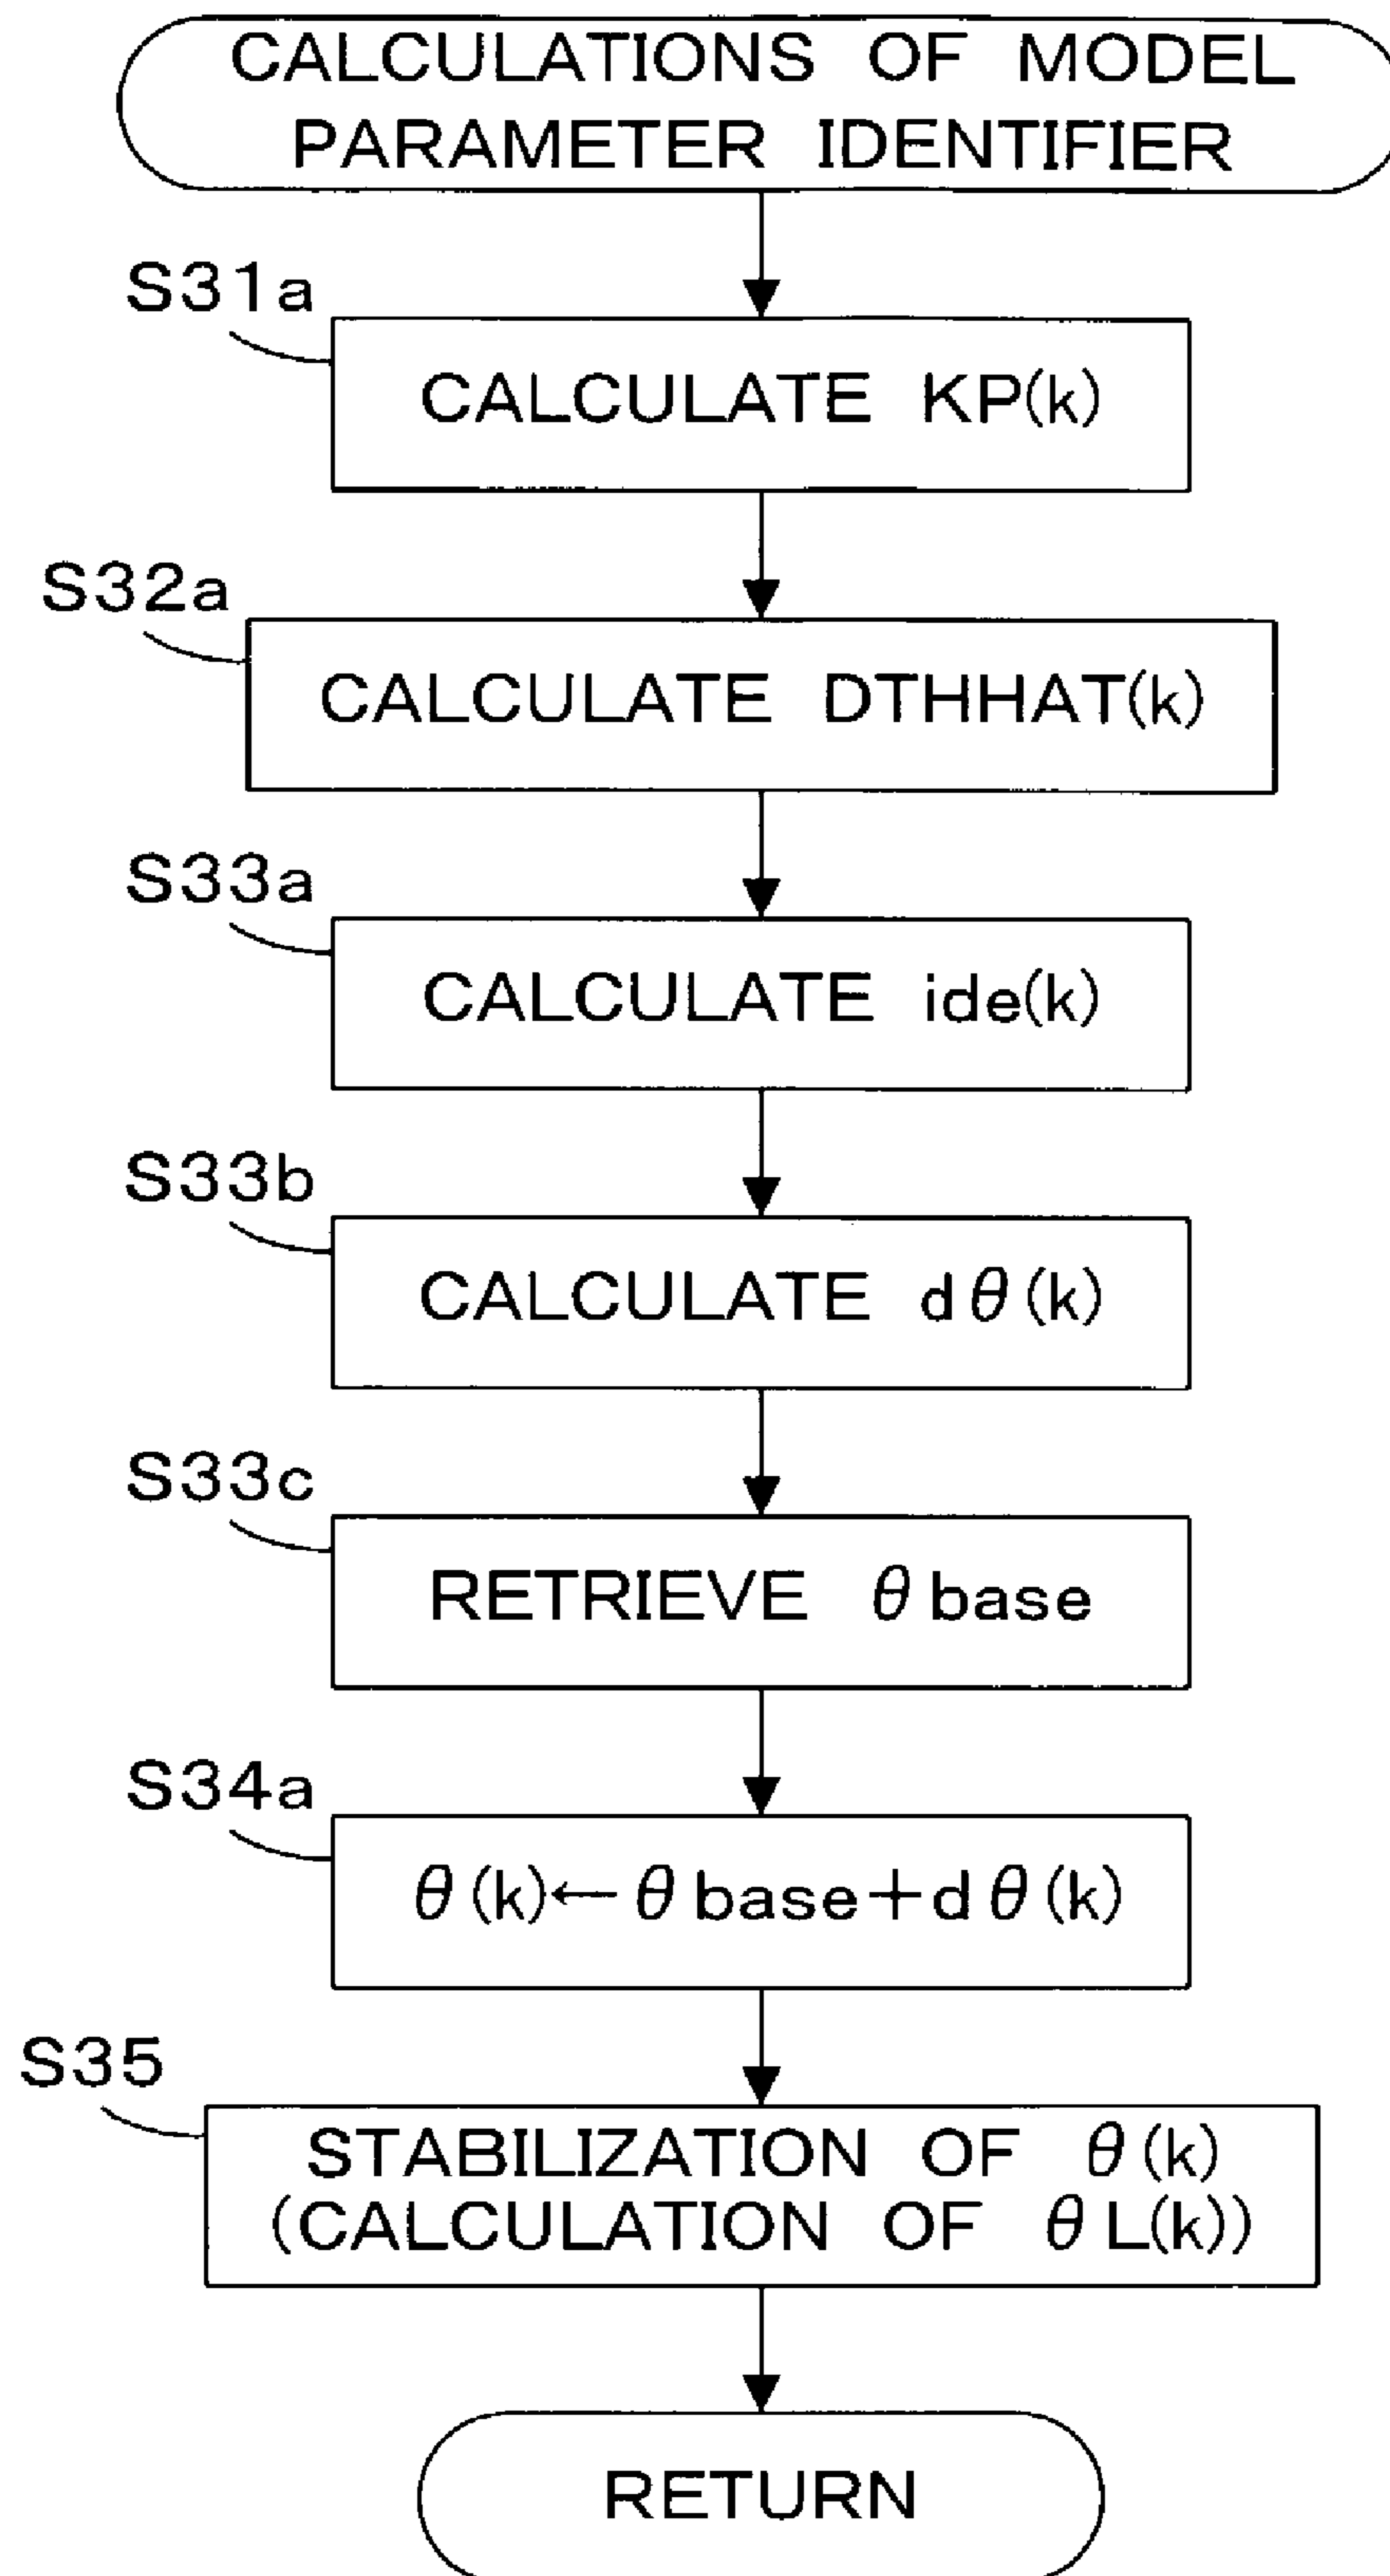 CALCULATIONS OF MODEL
PARAMETER IDENTIFIER
S31a
CALCULATE KP(k)
S32a
CALCULATE DTHHAT(k)
S33a
CALCULATE ide(k)
S33b
CALCULATE dθ(k)
S33c
RETRIEVE θbase
S34a
θ(k)←θbase+dθ(k)
S35
STABILIZATION OF θ(k)
(CALCULATION OF θL(k))
RETURN